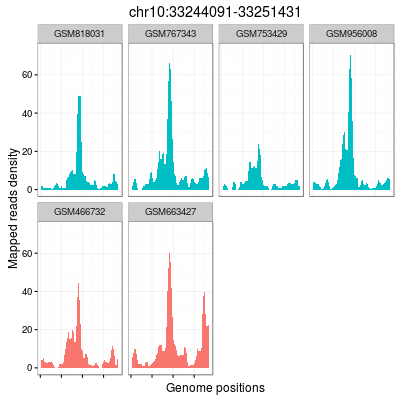 chr10:33244091-33251431
GSM818031 GSM767343 GSM753429 GSM956008
60
40
20
0
Mapped reads density
GSM466732 GSM663427
60
40
20
0
Genome positions